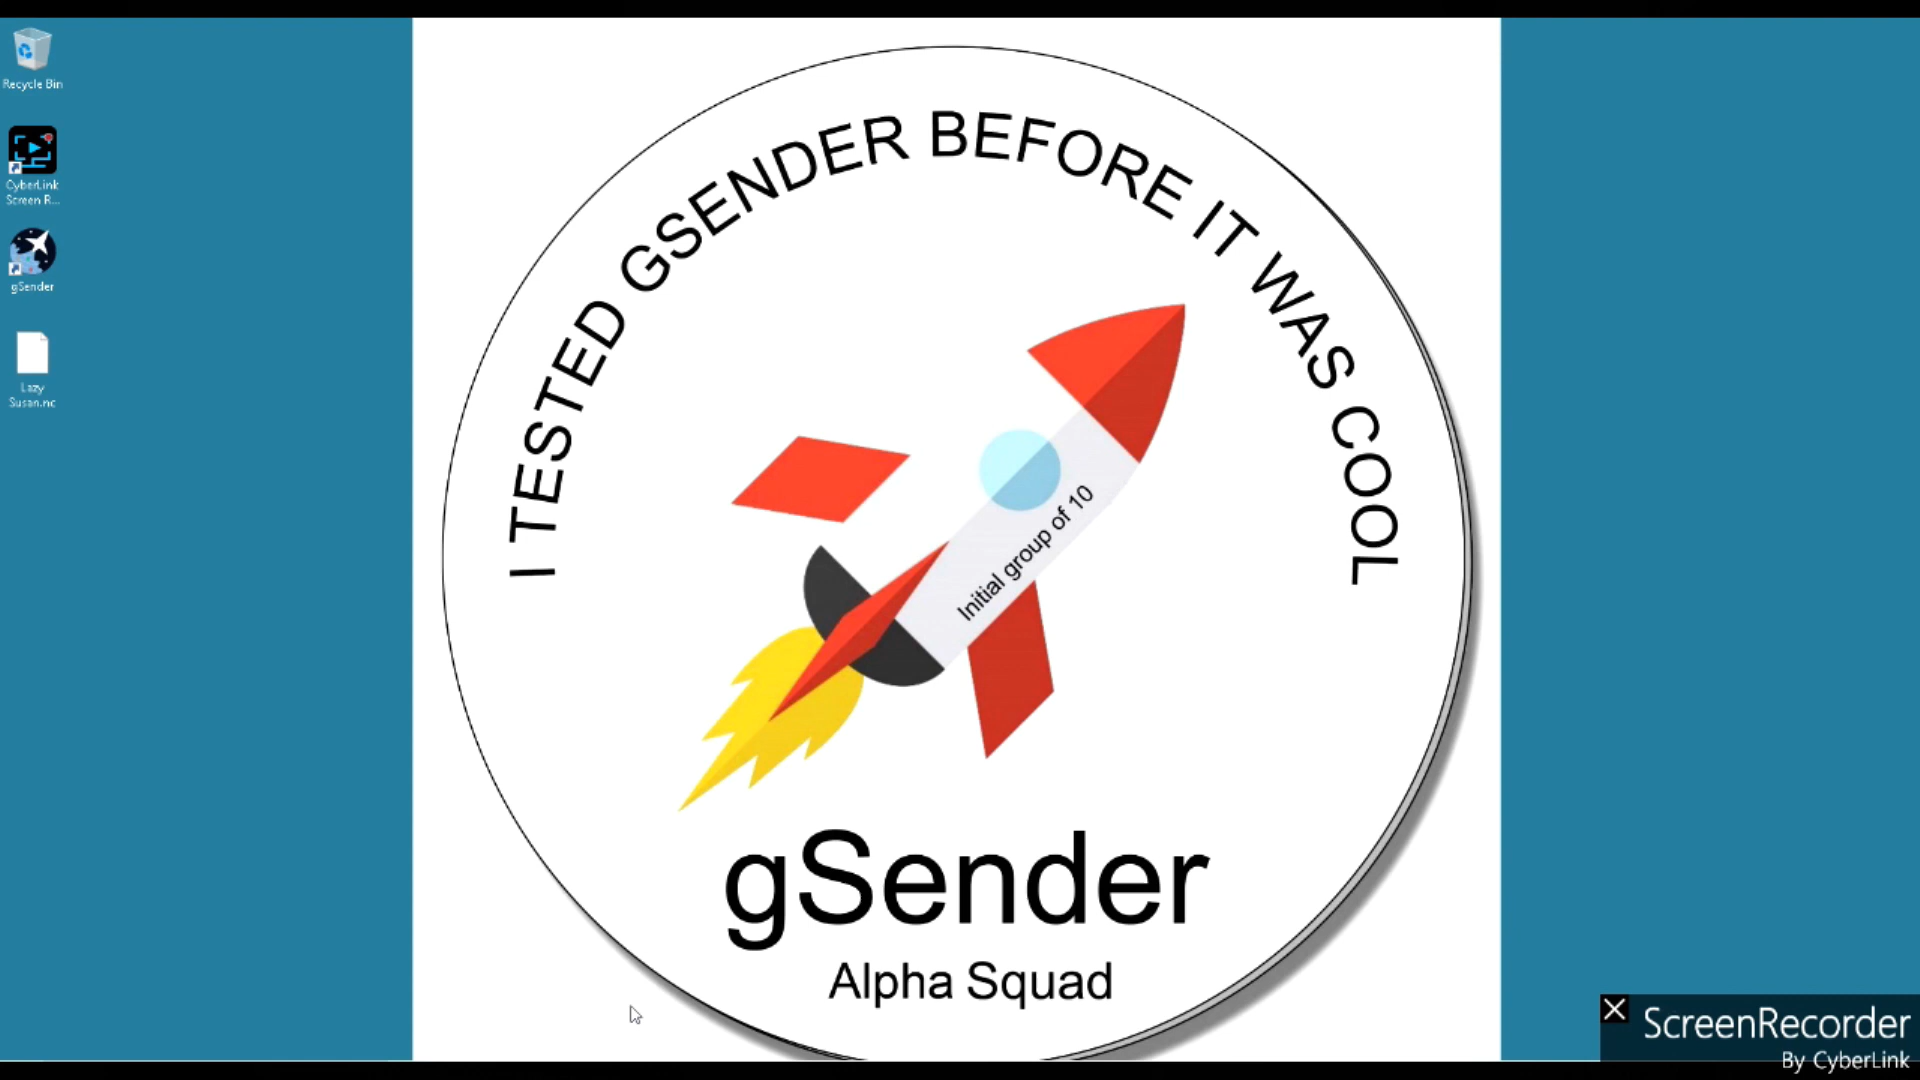 Recycle Bin
CyberLink
Screen R...
gSender
Lazy
Susan.nc
I TESTED GSENDER BEFORE IT WAS COOL
Initial group of 10
gSender
Alpha Squad
ScreenRecorder
By CyberLink